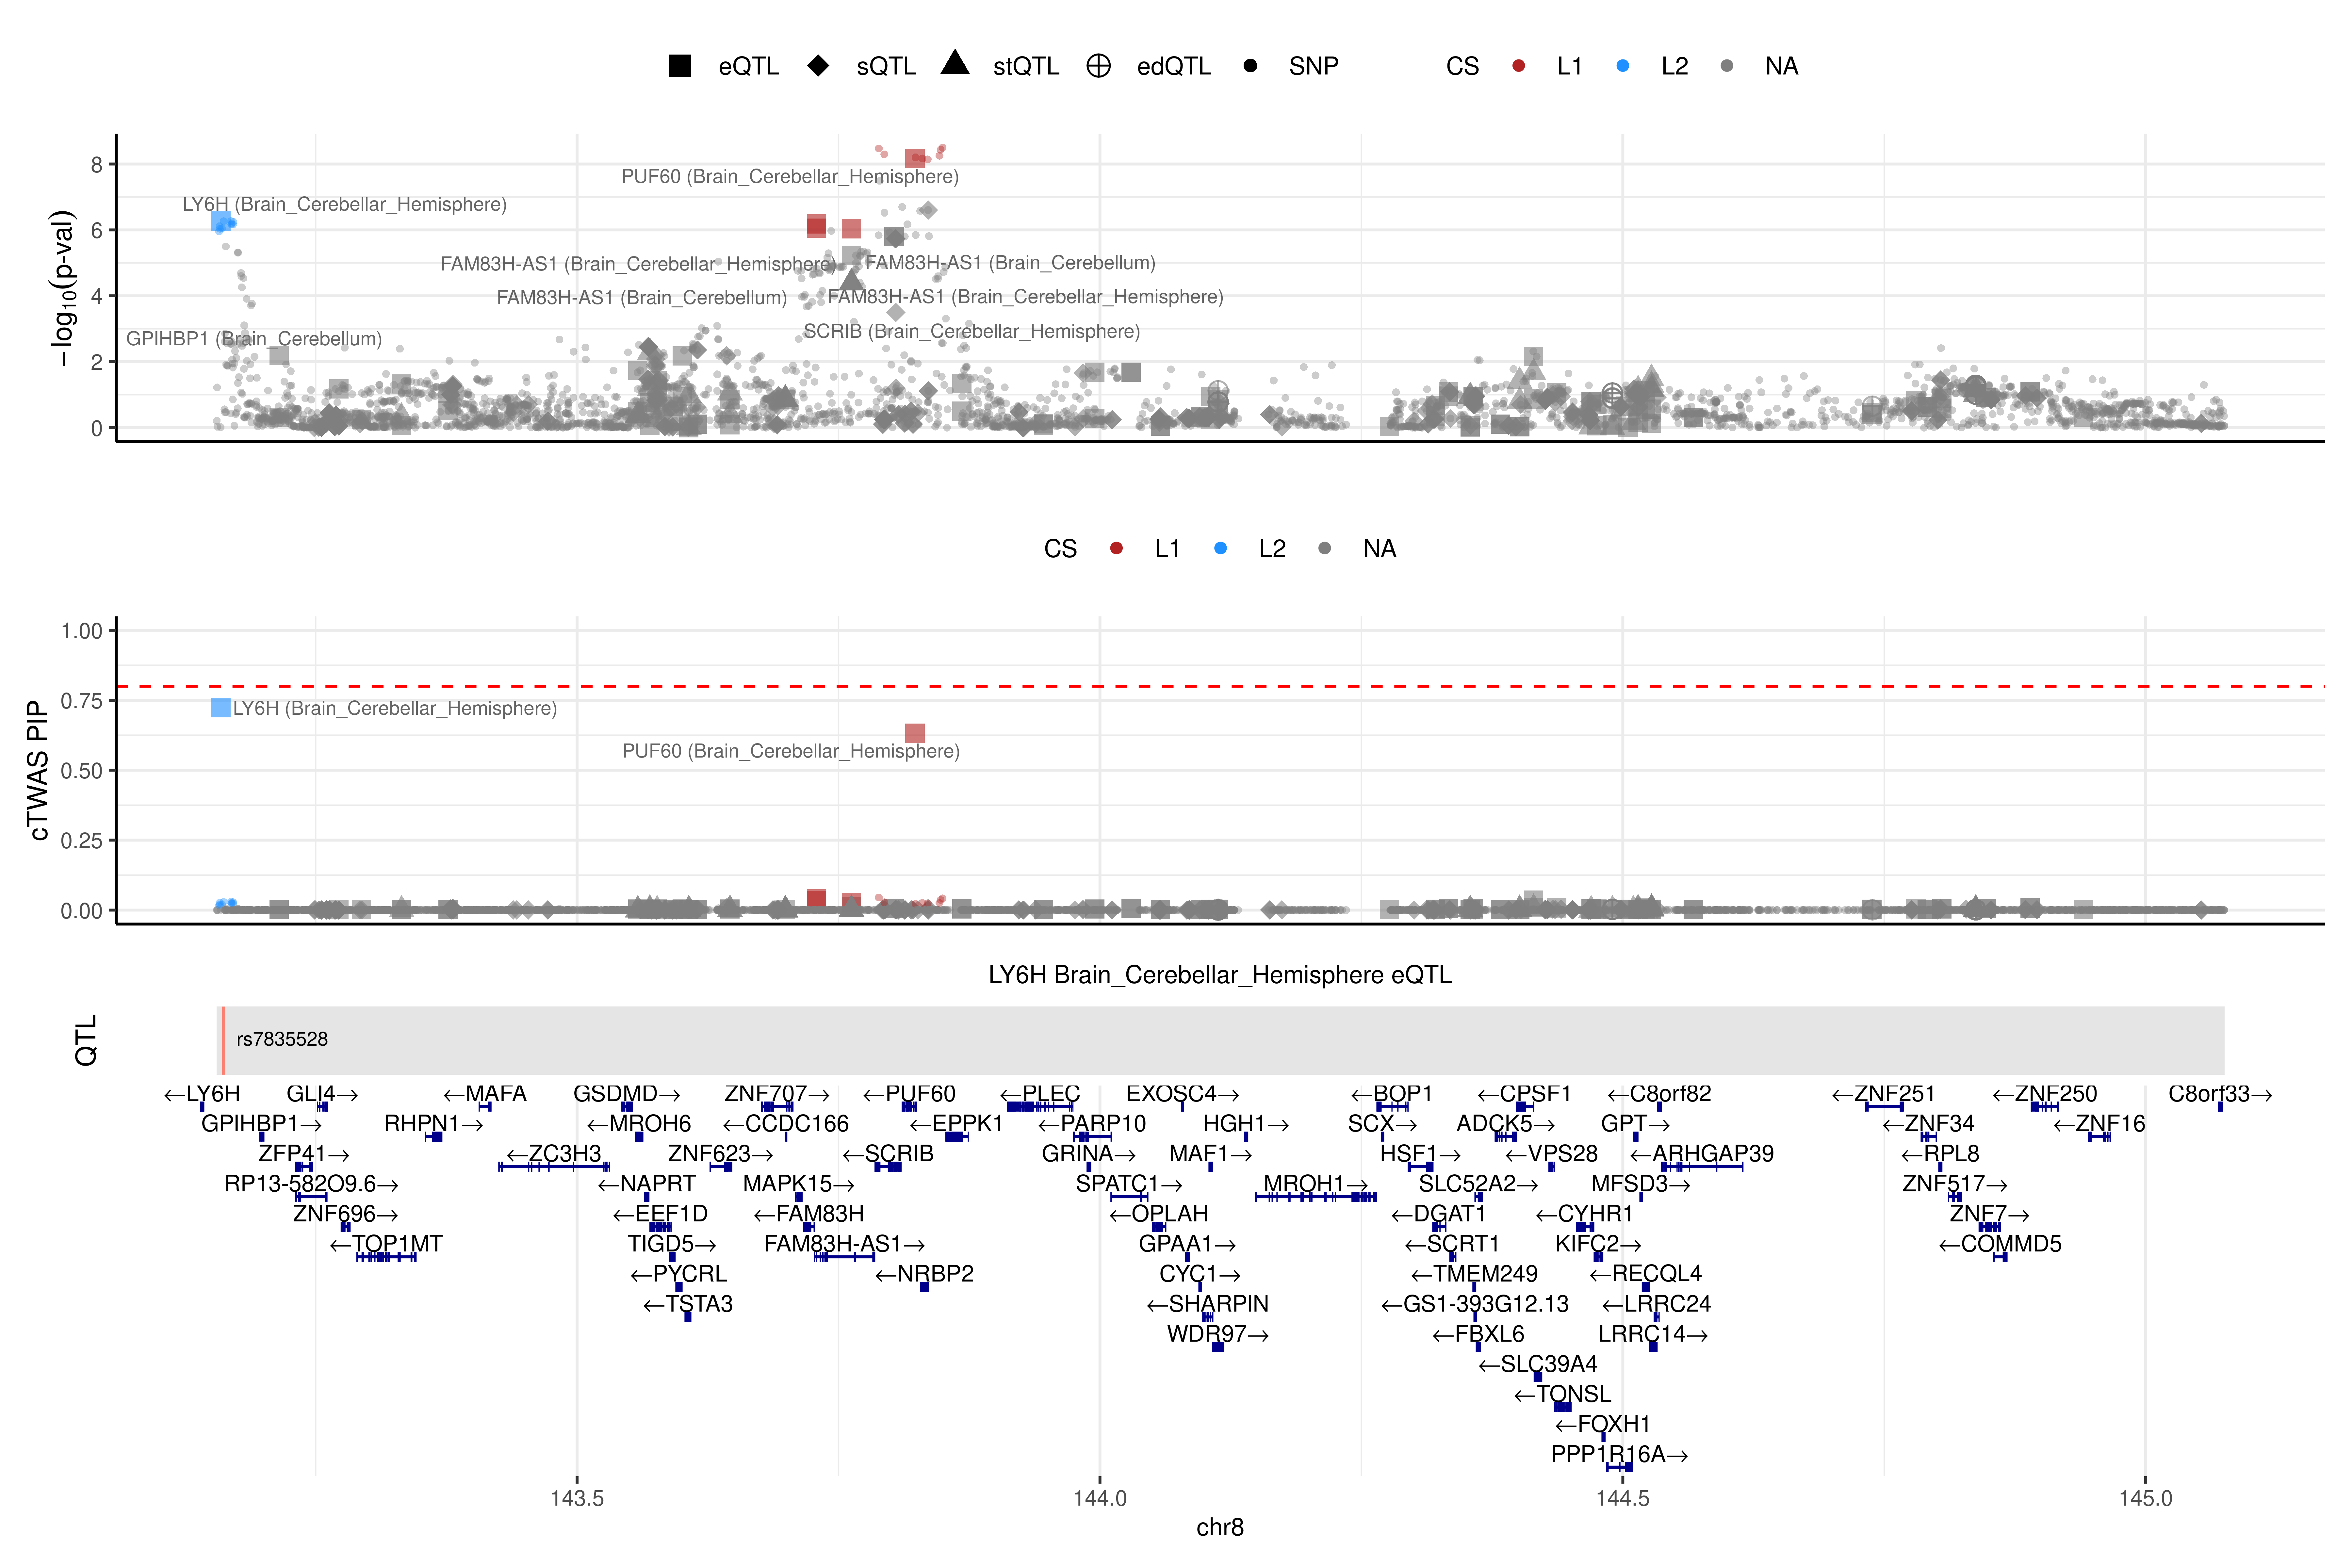 eQTL sQTL stQTL edQTL SNP CS L1 L2 NA
−log10(p-val)
8
6
4
2
0
PUF60 (Brain_Cerebellar_Hemisphere)
LY6H (Brain_Cerebellar_Hemisphere)
FAM83H-AS1 (Brain_Cerebellar_Hemisphere)
FAM83H-AS1 (Brain_Cerebellum)
FAM83H-AS1 (Brain_Cerebellum)
FAM83H-AS1 (Brain_Cerebellar_Hemisphere)
SCRIB (Brain_Cerebellar_Hemisphere)
GPIHBP1 (Brain_Cerebellum)
CS L1 L2 NA
cTWAS PIP
1.00
0.75
0.50
0.25
0.00
LY6H (Brain_Cerebellar_Hemisphere)
PUF60 (Brain_Cerebellar_Hemisphere)
LY6H Brain_Cerebellar_Hemisphere eQTL
QTL
rs7835528
←LY6H GLI4→ ←MAFA GSDMD→ ZNF707→ ←PUF60 ←PLEC EXOSC4→ ←BOP1 ←CPSF1 ←C8orf82 ←ZNF251 ←ZNF250 C8orf33→
GPIHBP1→ RHPN1→ ←MROH6 ←CCDC166 ←EPPK1 ←PARP10 HGH1→ SCX→ ADCK5→ GPT→ ←ZNF34 ←ZNF16
ZFP41→ ←ZC3H3 ZNF623→ ←SCRIB GRINA→ MAF1→ HSF1→ ←VPS28 ←ARHGAP39 ←RPL8
RP13-582O9.6→ ←NAPRT MAPK15→ SPATC1→ MROH1→ SLC52A2→ MFSD3→ ZNF517→
ZNF696→ ←EEF1D ←FAM83H ←OPLAH ←DGAT1 ←CYHR1 ZNF7→
←TOP1MT TIGD5→ FAM83H-AS1→ GPAA1→ ←SCRT1 KIFC2→ ←COMMD5
←PYCRL ←NRBP2 CYC1→ ←TMEM249 ←RECQL4
←TSTA3 ←SHARPIN ←GS1-393G12.13 ←LRRC24
WDR97→ ←FBXL6 LRRC14→
←SLC39A4
←TONSL
←FOXH1
PPP1R16A→
143.5 144.0 144.5 145.0
chr8